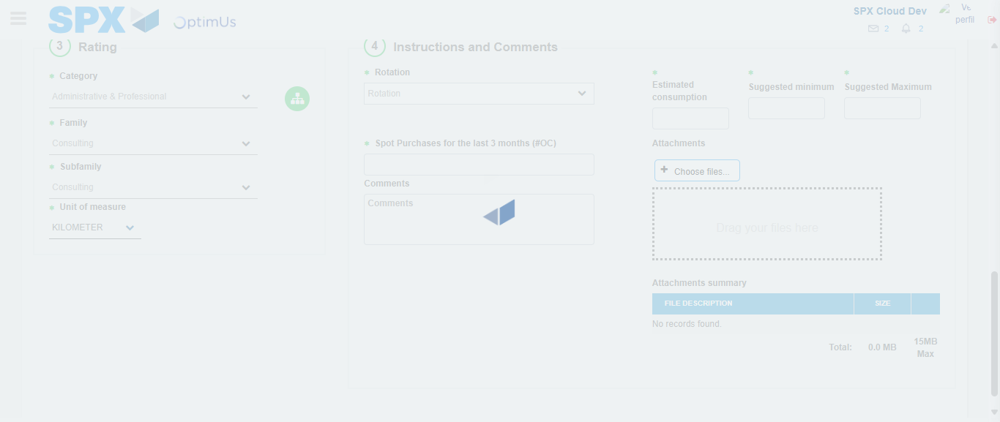 SPX
OptimUs
SPX Cloud Dev
2
2
Ve
perfil
3 Rating
Category
Administrative & Professional
Family
Consulting
Subfamily
Consulting
Unit of measure
KILOMETER
4 Instructions and Comments
Rotation
Rotation
Estimated
consumption
Suggested minimum
Suggested Maximum
Spot Purchases for the last 3 months (#OC)
Comments
Comments
Attachments
+ Choose files...
Drag your files here
Attachments summary
FILE DESCRIPTION SIZE
No records found.
Total: 0.0 MB 15MB
Max